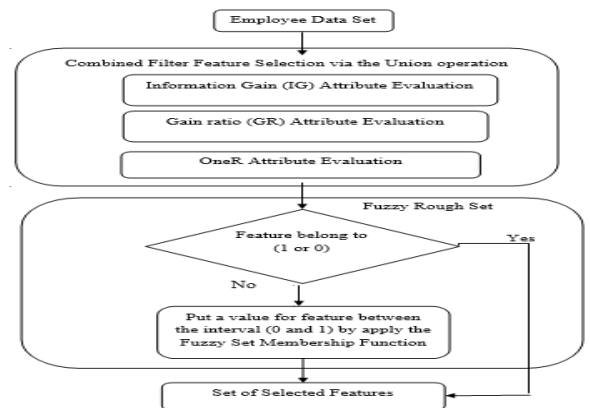 Employee Data Set
Combined Filter Feature Selection via the Union operation
Information Gain (IG) Attribute Evaluation
Gain ratio (GR) Attribute Evaluation
OneR Attribute Evaluation
Fuzzy Rough Set
Feature belong to
(1 or 0)
Yes
No
Put a value for feature between
the interval (0 and 1) by apply the
Fuzzy Set Membership Function
Set of Selected Features